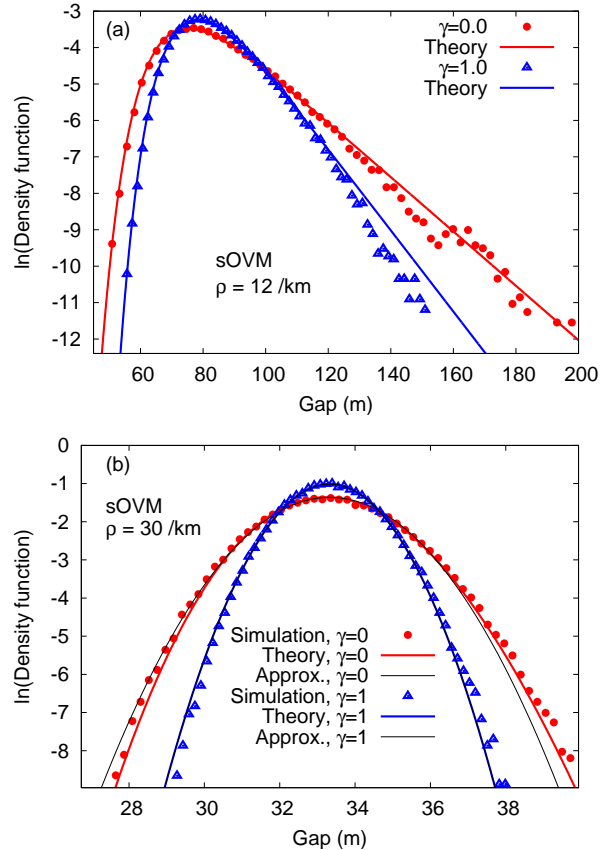 (a)
γ=0.0
Theory
γ=1.0
Theory
sOVM
ρ = 12 /km
ln(Density function)
-3
-4
-5
-6
-7
-8
-9
-10
-11
-12
60 80 100 120 140 160 180 200
Gap (m)
(b)
sOVM
ρ = 30 /km
Simulation, γ=0
Theory, γ=0
Approx., γ=0
Simulation, γ=1
Theory, γ=1
Approx., γ=1
ln(Density function)
0
-1
-2
-3
-4
-5
-6
-7
-8
28 30 32 34 36 38
Gap (m)